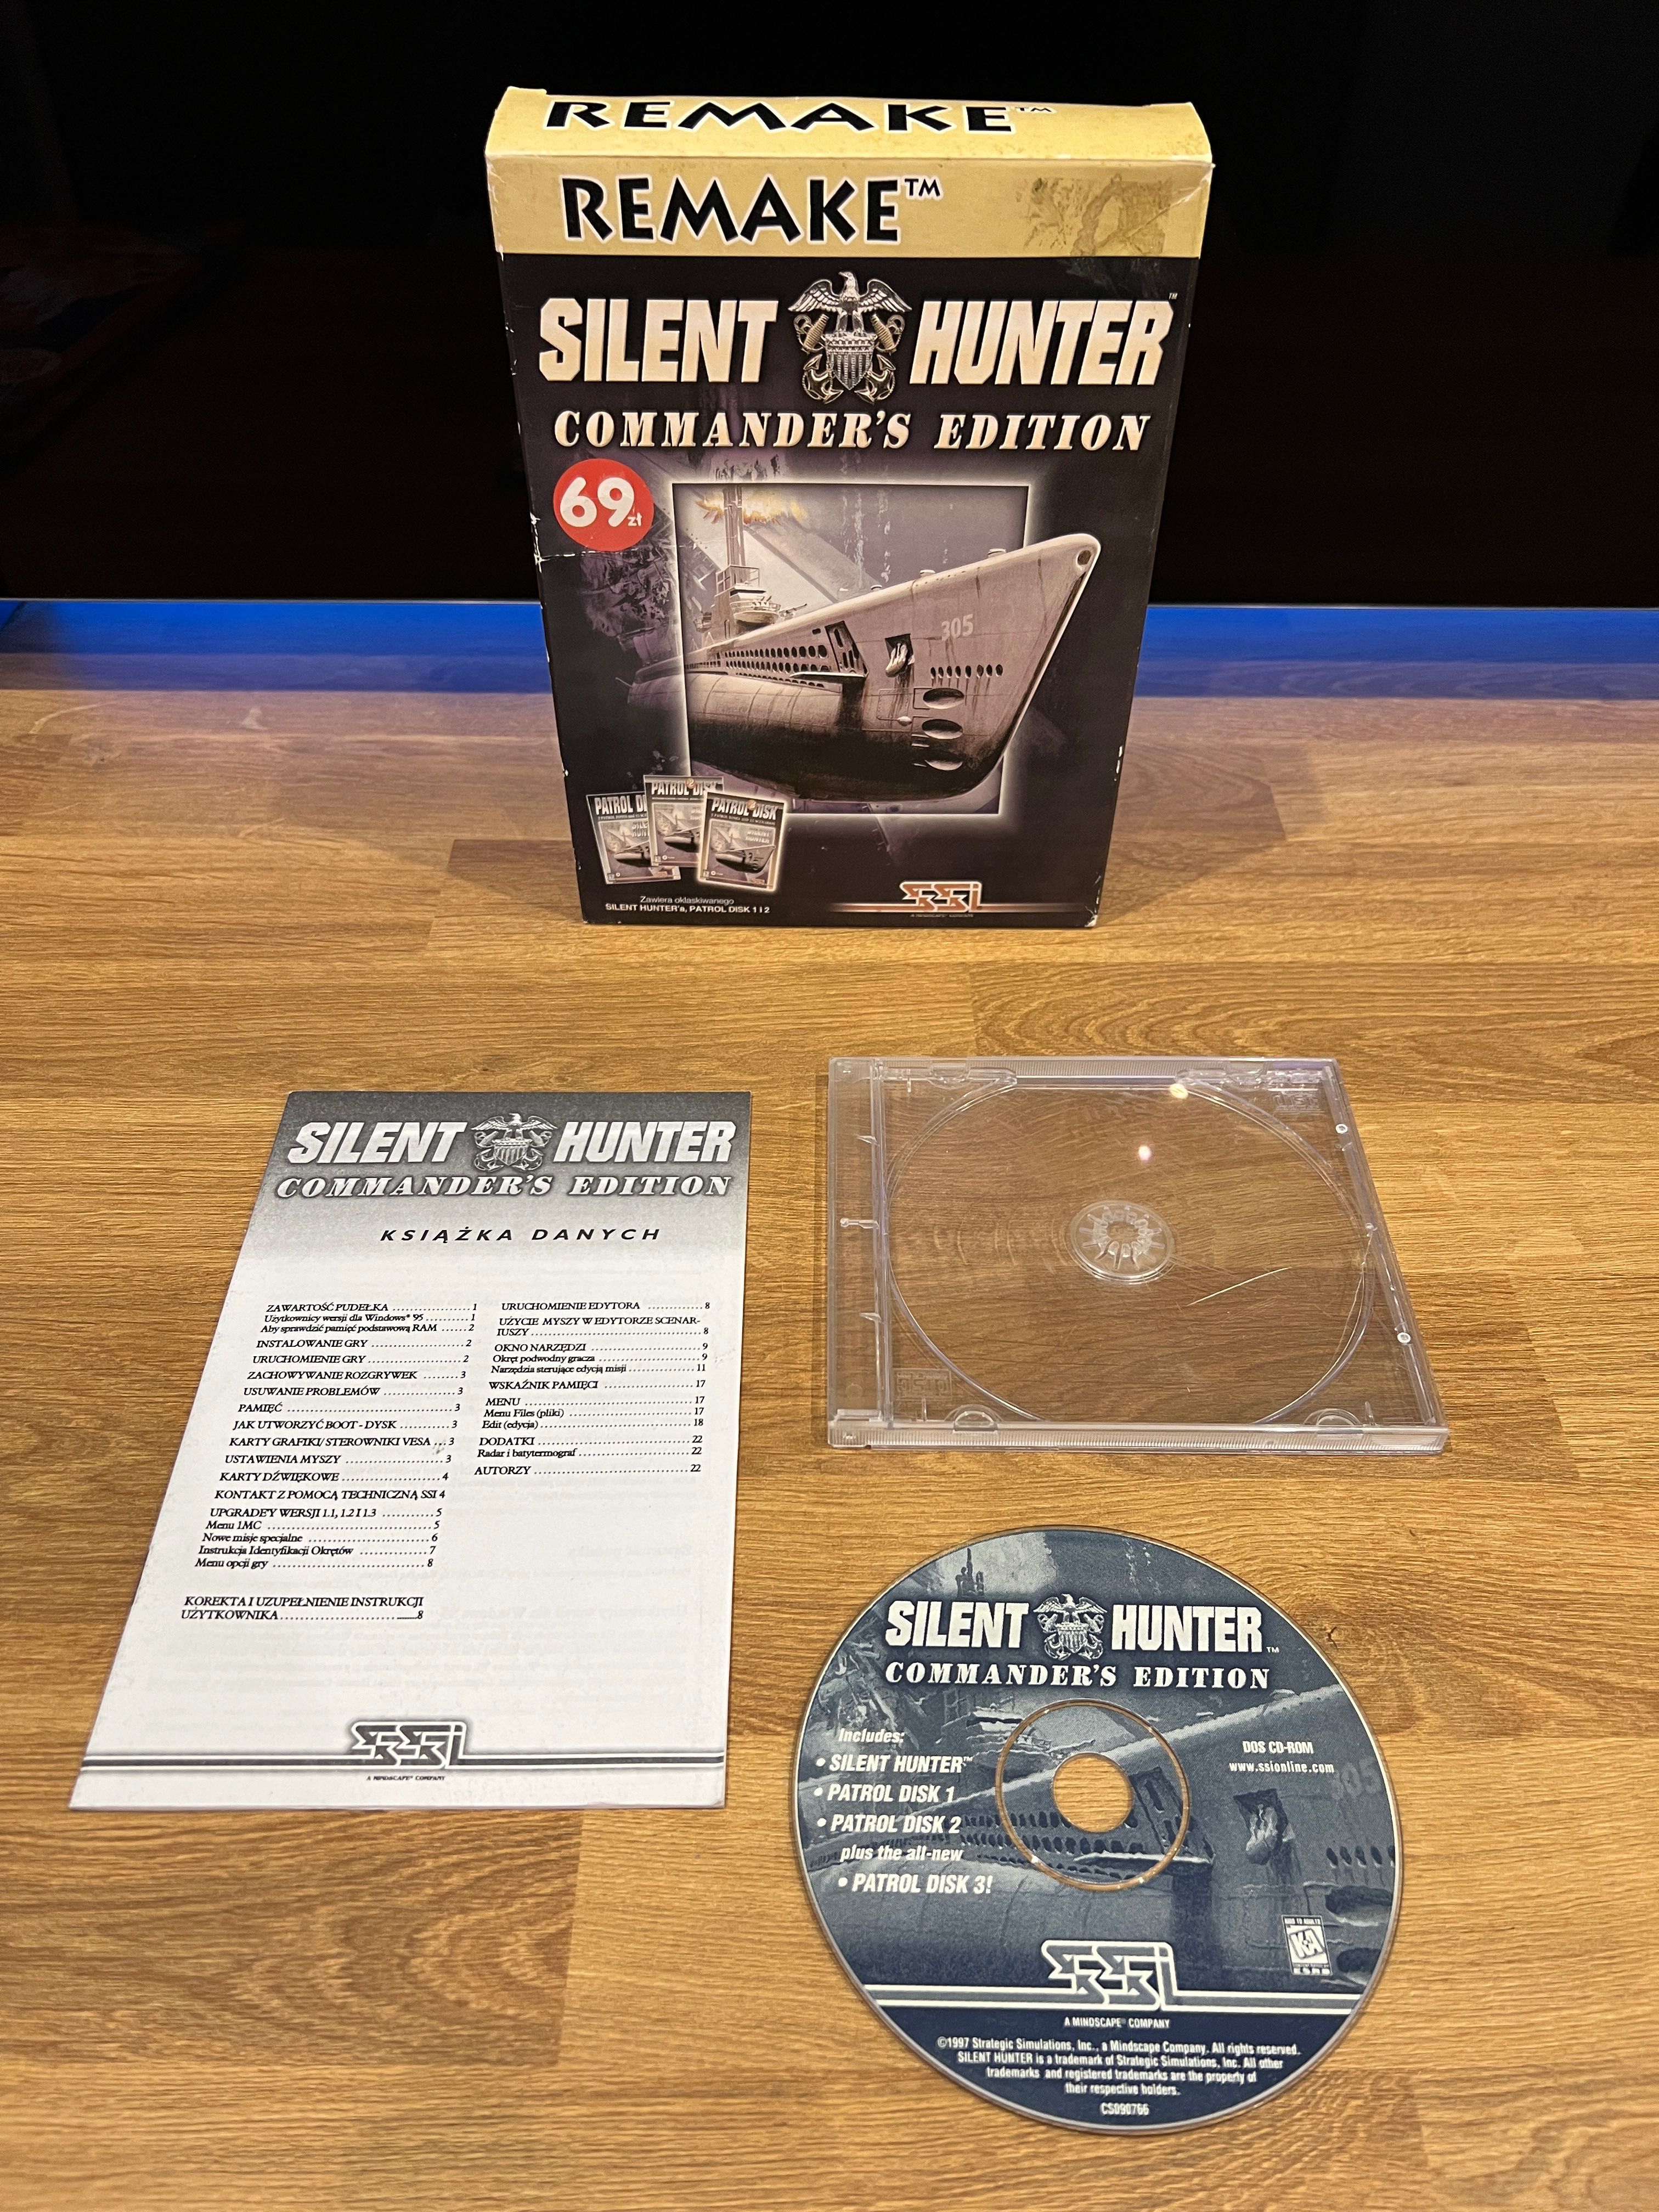 REMAKE™
REMAKE™
SILENT HUNTER™
COMMANDER'S EDITION
69zł
305
PATROL DISK
PATROL DISK
Zawiera oklaskiwanego
SILENT HUNTER'a, PATROL DISK 1 i 2
SSI
A MINDSCAPE® COMPANY
SILENT HUNTER
COMMANDER'S EDITION
KSIĄŻKA DANYCH
ZAWARTOŚĆ PUDEŁKA ................ 1
Użytkownicy wersji dla Windows® 95 .......... 1
Aby sprawdzić pamięć podstawową RAM ...... 2
INSTALOWANIE GRY .................. 2
URUCHOMIENIE GRY .................. 2
ZACHOWYWANIE ROZGRYWEK ........ 3
USUWANIE PROBLEMÓW .............. 3
PAMIĘĆ .................................. 3
JAK UTWORZYĆ BOOT - DYSK ........... 3
KARTY GRAFIKI/ STEROWNIKI VESA ... 3
USTAWIENIA MYSZY ................... 3
KARTY DŹWIĘKOWE .................. 4
KONTAKT Z POMOCĄ TECHNICZNĄ SSI 4
UPGRADE'Y WERSJI 1.1, 1.2 I 1.3 ........... 5
Menu 1MC ............................... 5
Nowe misje specjalne ....................... 6
Instrukcja Identyfikacji Okrętów ............. 7
Menu opcji gry ............................ 8
KOREKTA I UZUPEŁNIENIE INSTRUKCJI
UŻYTKOWNIKA..............................8
URUCHOMIENIE EDYTORA ........... 8
UŻYCIE MYSZY W EDYTORZE SCENAR-
IUSZY .............................. 8
OKNO NARZĘDZI .................... 9
Okręt podwodny gracza .................... 9
Narzędzia sterujące edycją misji .............. 11
WSKAŹNIK PAMIĘCI ................. 17
MENU ............................... 17
Menu Files (pliki) ........................ 17
Edit (edycja) ............................. 18
DODATKI ............................ 22
Radar i batytermograf ..................... 22
AUTORZY ............................ 22
SSI
A MINDSCAPE® COMPANY
SILENT HUNTER™
COMMANDER'S EDITION
Includes:
• SILENT HUNTER™
• PATROL DISK 1
• PATROL DISK 2
plus the all-new
• PATROL DISK 3!
DOS CD-ROM
www.ssionline.com
305
K-A
ESRB
SSI
A MINDSCAPE® COMPANY
©1997 Strategic Simulations, Inc., a Mindscape Company. All rights reserved.
SILENT HUNTER is a trademark of Strategic Simulations, Inc. All other
trademarks and registered trademarks are the property of
their respective holders.
CS090766